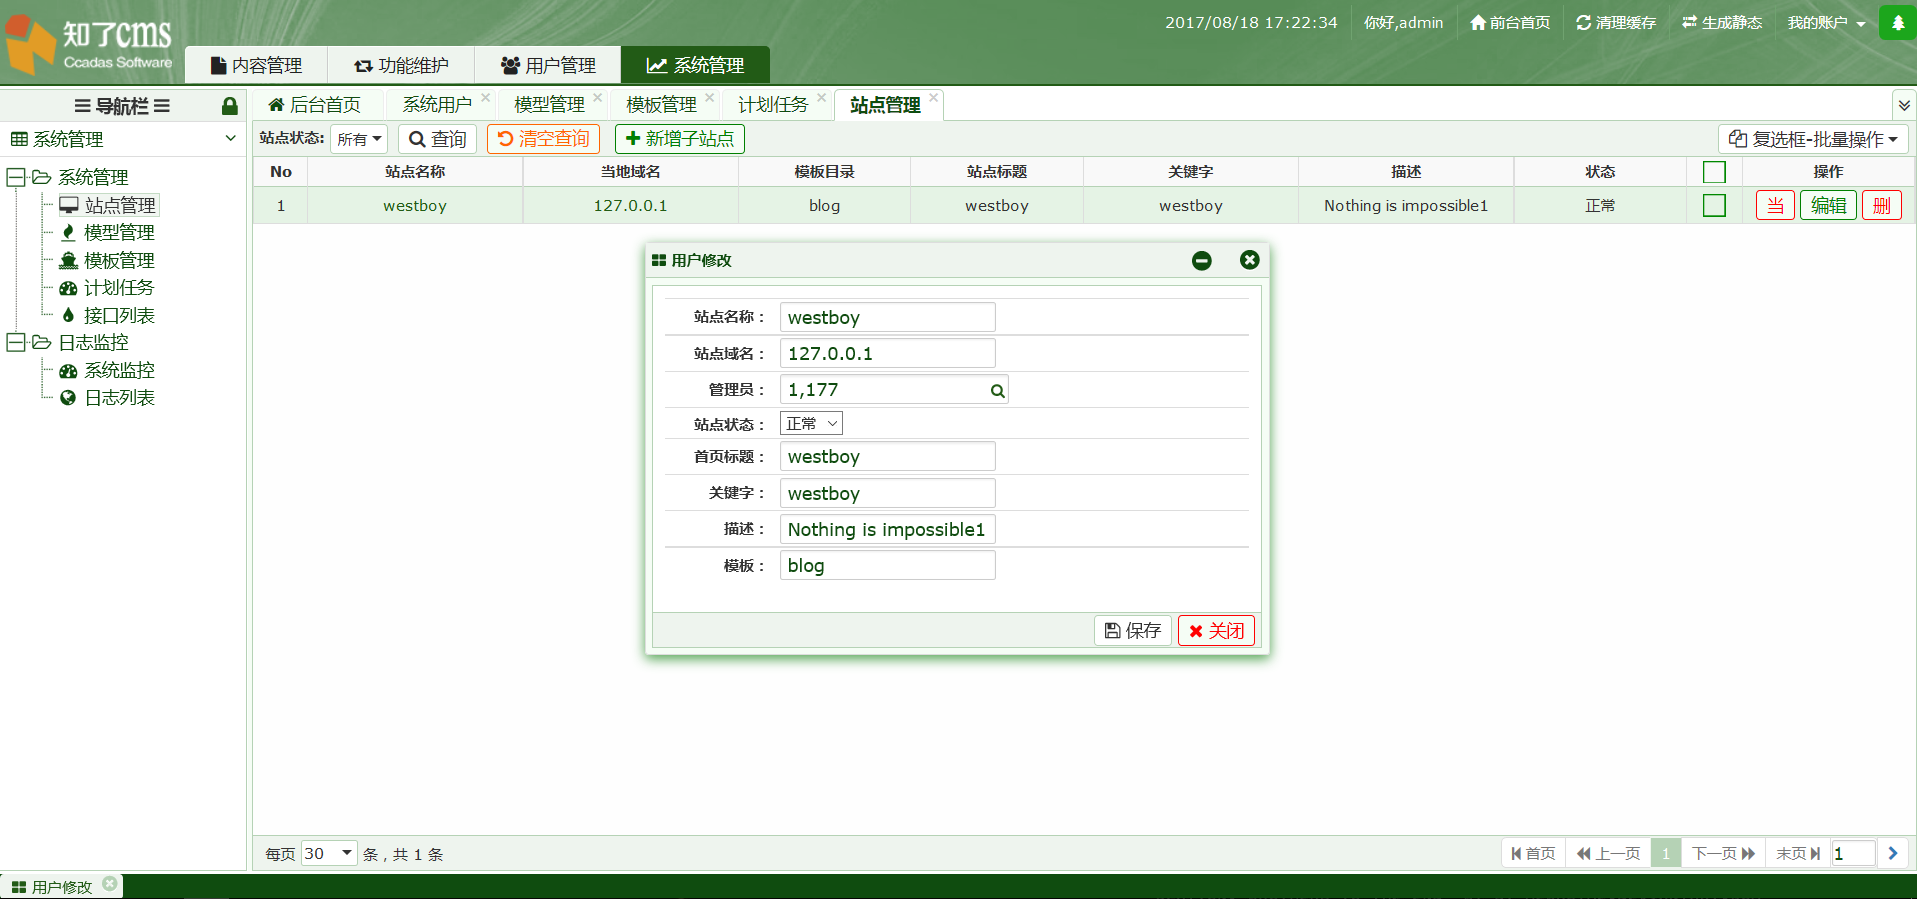 知了cms
Ccadas Software
2017/08/18 17:22:34
你好,admin
前台首页
清理缓存
生成静态
我的账户
内容管理
功能维护
用户管理
系统管理
导航栏
系统管理
系统管理
站点管理
模型管理
模板管理
计划任务
接口列表
日志监控
系统监控
日志列表
后台首页
系统用户
模型管理
模板管理
计划任务
站点管理
站点状态: 所有 查询 清空查询 新增子站点 复选框-批量操作
No 站点名称 当地域名 模板目录 站点标题 关键字 描述 状态 操作
1 westboy 127.0.0.1 blog westboy westboy Nothing is impossible1 正常 当 编辑 删
用户修改
站点名称： westboy
站点域名： 127.0.0.1
管理员： 1,177
站点状态： 正常
首页标题： westboy
关键字： westboy
描述： Nothing is impossible1
模板： blog
保存 关闭
每页 30 条，共 1 条
首页 上一页 1 下一页 末页 1
用户修改